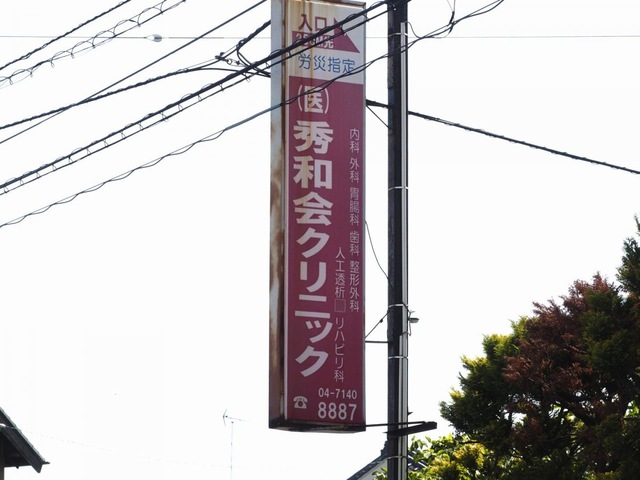 入口
労災指定
(医)秀和会クリニック
内科 外科 胃腸科 歯科 整形外科
人工透析 リハビリ科
04-7140
8887